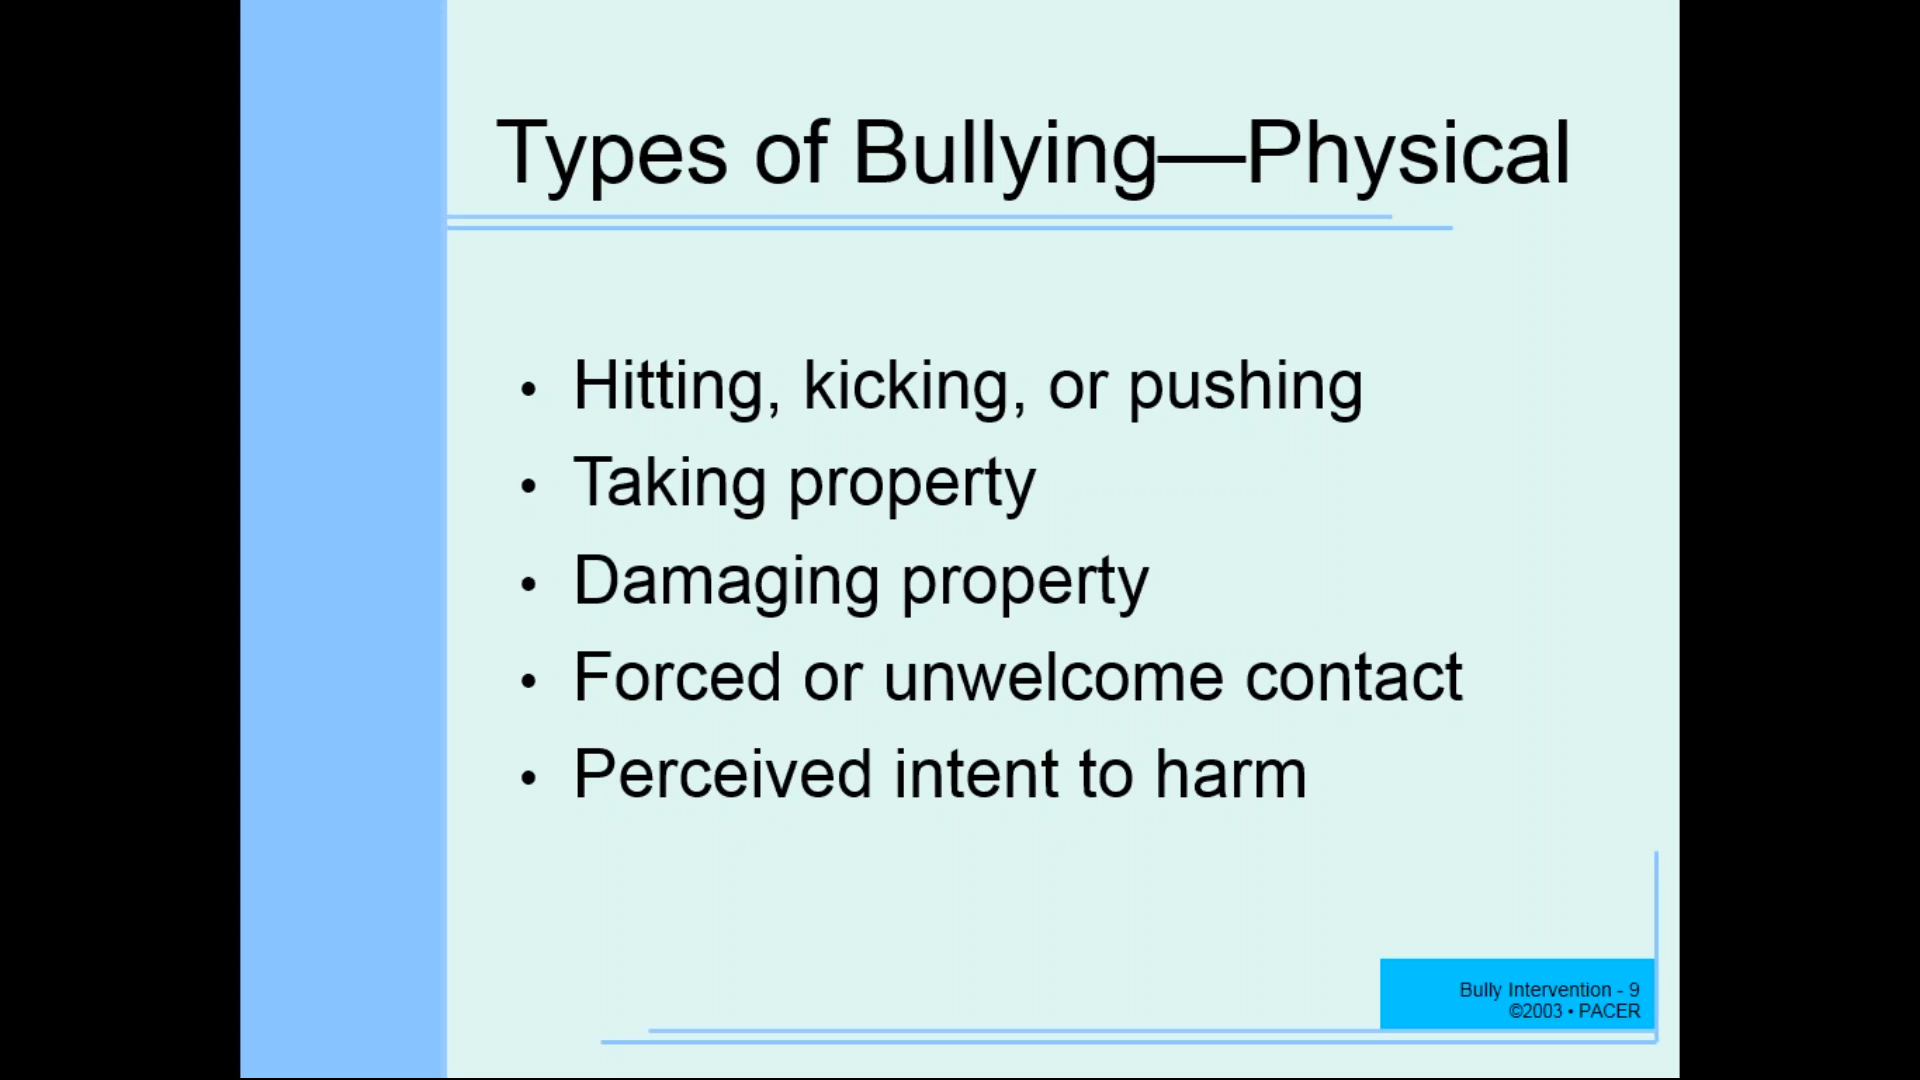 Types of Bullying—Physical
• Hitting, kicking, or pushing
• Taking property
• Damaging property
• Forced or unwelcome contact
• Perceived intent to harm
Bully Intervention - 9
©2003 • PACER